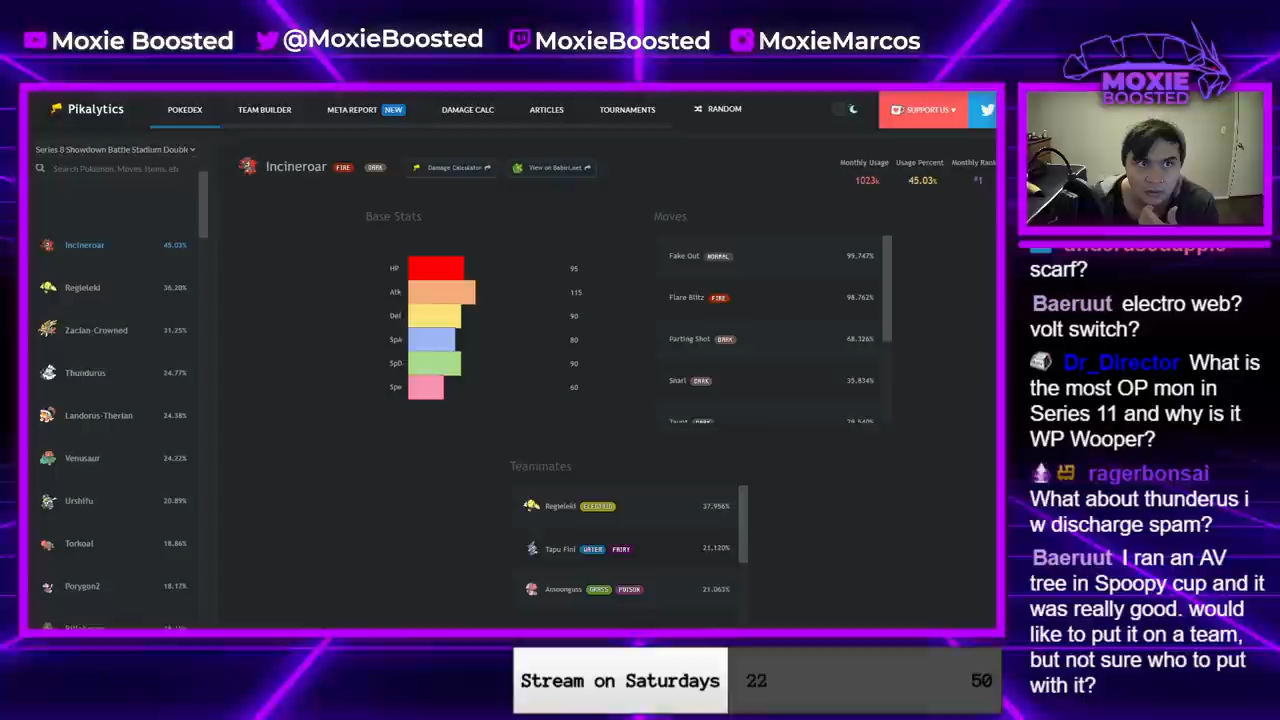 Moxie Boosted @MoxieBoosted MoxieBoosted MoxieMarcos
MOXIE
BOOSTED
Pikalytics POKEDEX TEAM BUILDER META REPORT NEW DAMAGE CALC ARTICLES TOURNAMENTS RANDOM SUPPORT US
Series 8 Showdown Battle Stadium Double
Search Pokemon, Moves, Items, etc
Incineroar FIRE DARK Damage Calculator View on Babiri.net
Monthly Usage Usage Percent Monthly Rank
1023k 45.03% #1
Incineroar 45.03%
Regieleki 36.20%
Zacian-Crowned 31.25%
Thundurus 24.77%
Landorus-Therian 24.38%
Venusaur 24.22%
Urshifu 20.89%
Torkoal 18.86%
Porygon2 18.17%
Base Stats
HP 95
Atk 115
Def 90
SpA 80
SpD 90
Spe 60
Moves
Fake Out NORMAL 99.747%
Flare Blitz FIRE 98.762%
Parting Shot DARK 68.326%
Snarl DARK 35.834%
Taunt DARK
Teammates
Regieleki ELECTRIC 37.956%
Tapu Fini WATER FAIRY 21.120%
Amoonguss GRASS POISON 21.063%
scarf?
Baeruut electro web?
volt switch?
Dr_Director What is
the most OP mon in
Series 11 and why is it
WP Wooper?
ragerbonsai
What about thunderus i
w discharge spam?
Baeruut I ran an AV
tree in Spoopy cup and it
was really good. would
like to put it on a team,
but not sure who to put
with it?
Stream on Saturdays 22 50